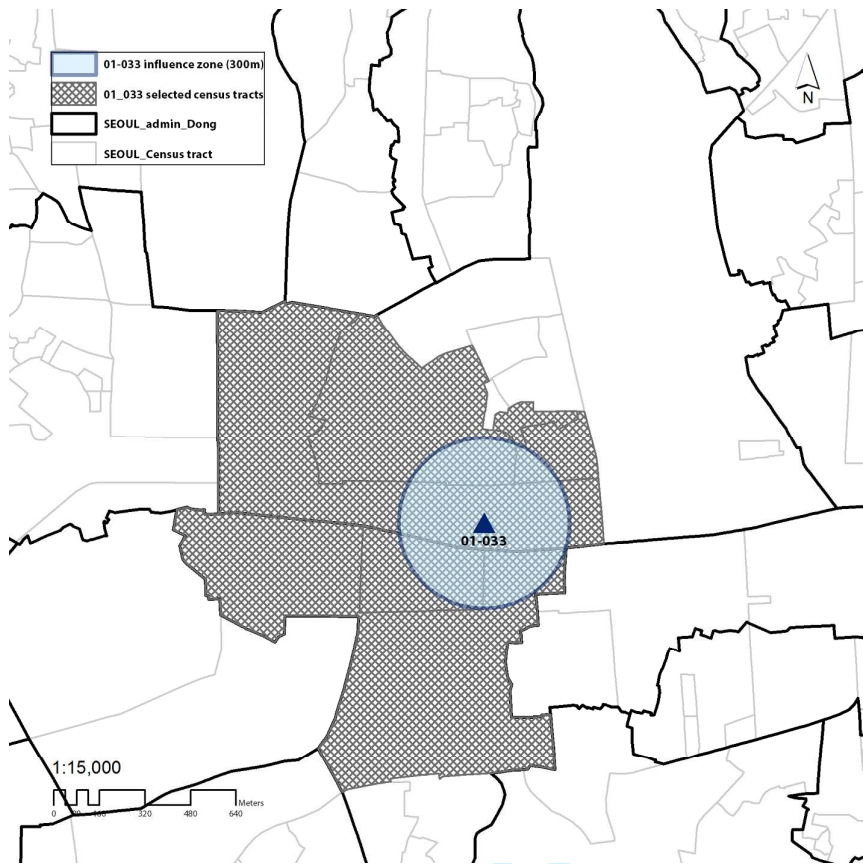 01-033 influence zone (300m)
01_033 selected census tracts
SEOUL_admin_Dong
SEOUL_Census tract
N
01-033
1:15,000
Meters
0 80 160 320 480 640